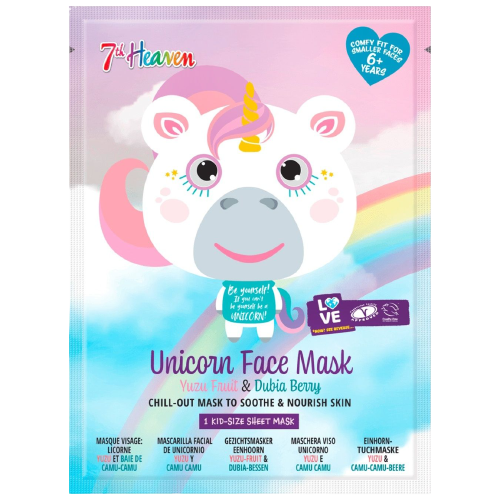 7th Heaven
COMFY FIT FOR
SMALLER FACES
6+
YEARS
Be yourself!
If you can't
be yourself be a
UNICORN!
LOVE
APPROVED
Unicorn Face Mask
Yuzu Fruit & Dubia Berry
CHILL-OUT MASK TO SOOTHE & NOURISH SKIN
1 KID-SIZE SHEET MASK
MASQUE VISAGE:
LICORNE
YUZU ET BAIE DE
CAMU-CAMU
MASCARILLA FACIAL
DE UNICORNIO
YUZU Y
CAMU CAMU
GEZICHTSMASKER
EENHOORN
YUZU-FRUIT &
DUBIA-BESSEN
MASCHERA VISO
UNICORNO
YUZU E
CAMU CAMU
EINHORN-
TUCHMASKE
YUZU &
CAMU-CAMU-BEERE